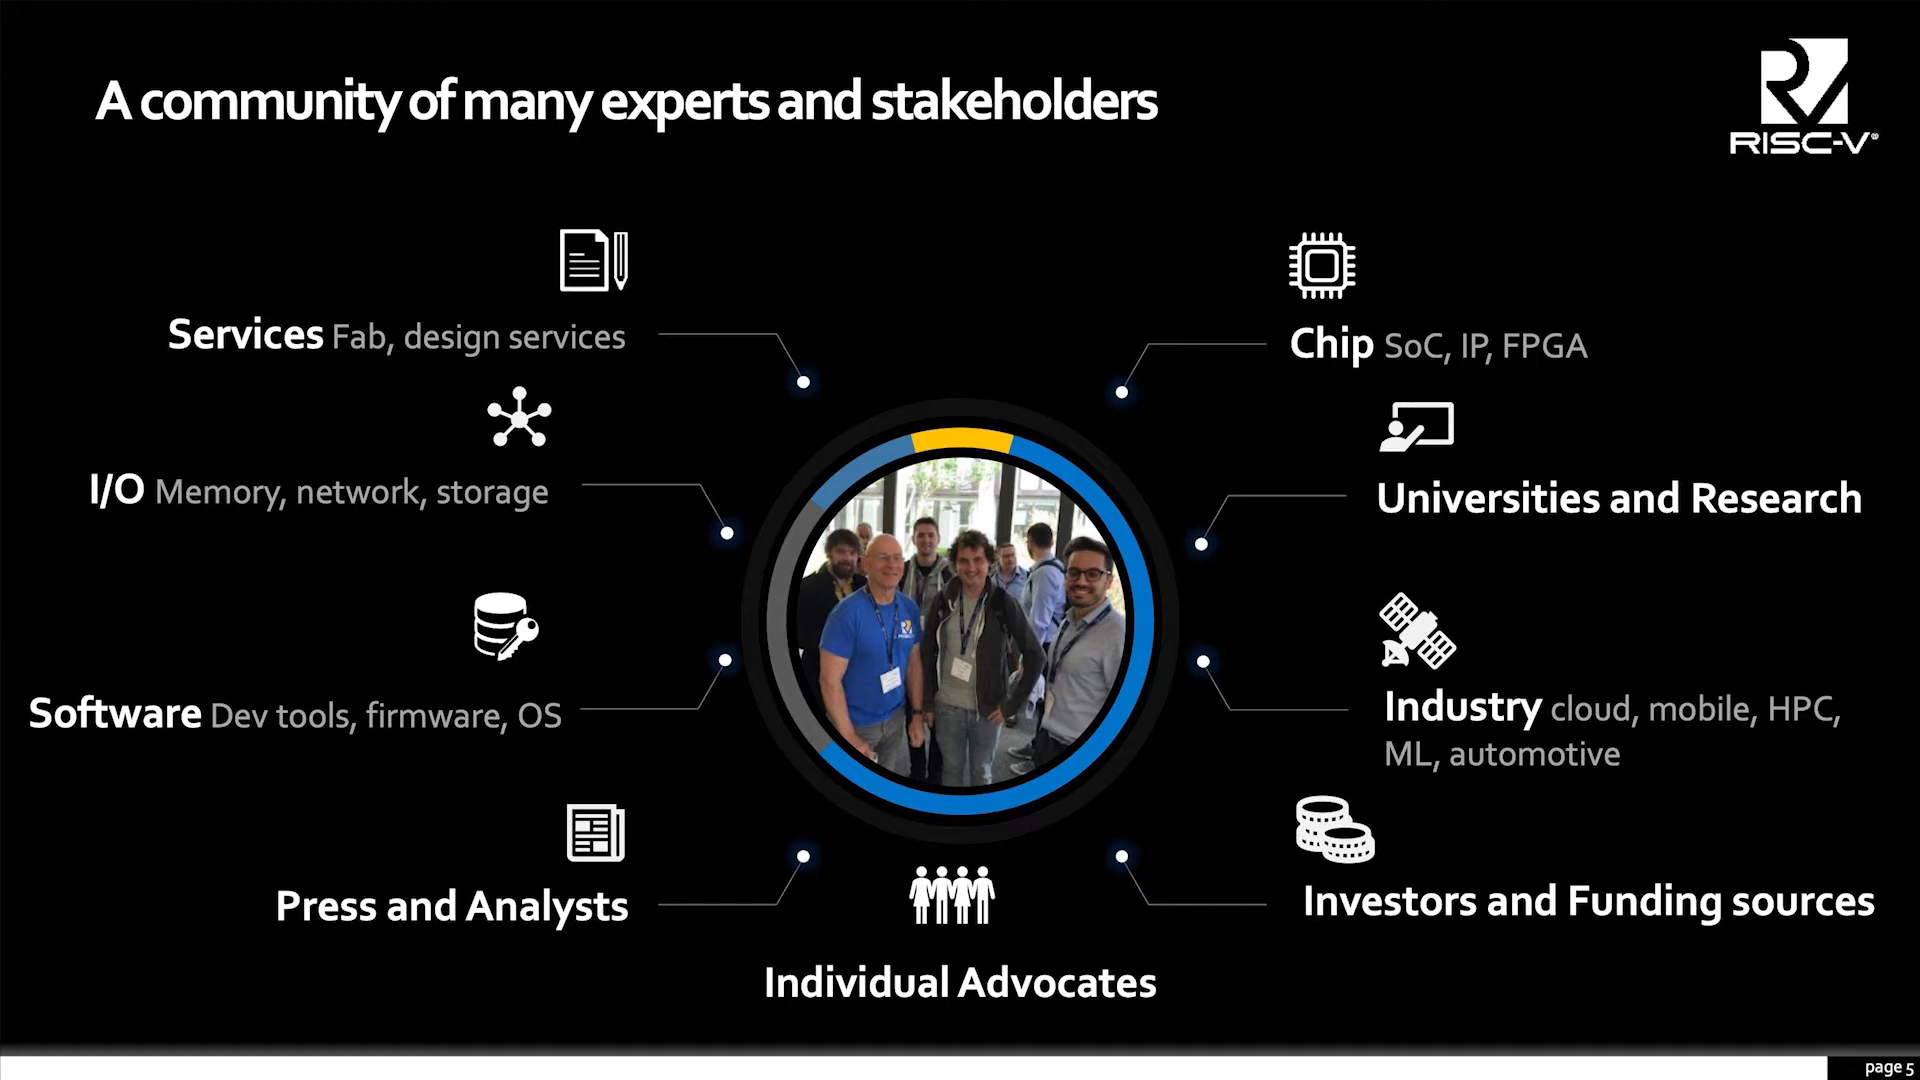 A community of many experts and stakeholders
RISC-V®
Services Fab, design services
I/O Memory, network, storage
Software Dev tools, firmware, OS
Press and Analysts
Individual Advocates
Chip SoC, IP, FPGA
Universities and Research
Industry cloud, mobile, HPC,
ML, automotive
Investors and Funding sources
page 5